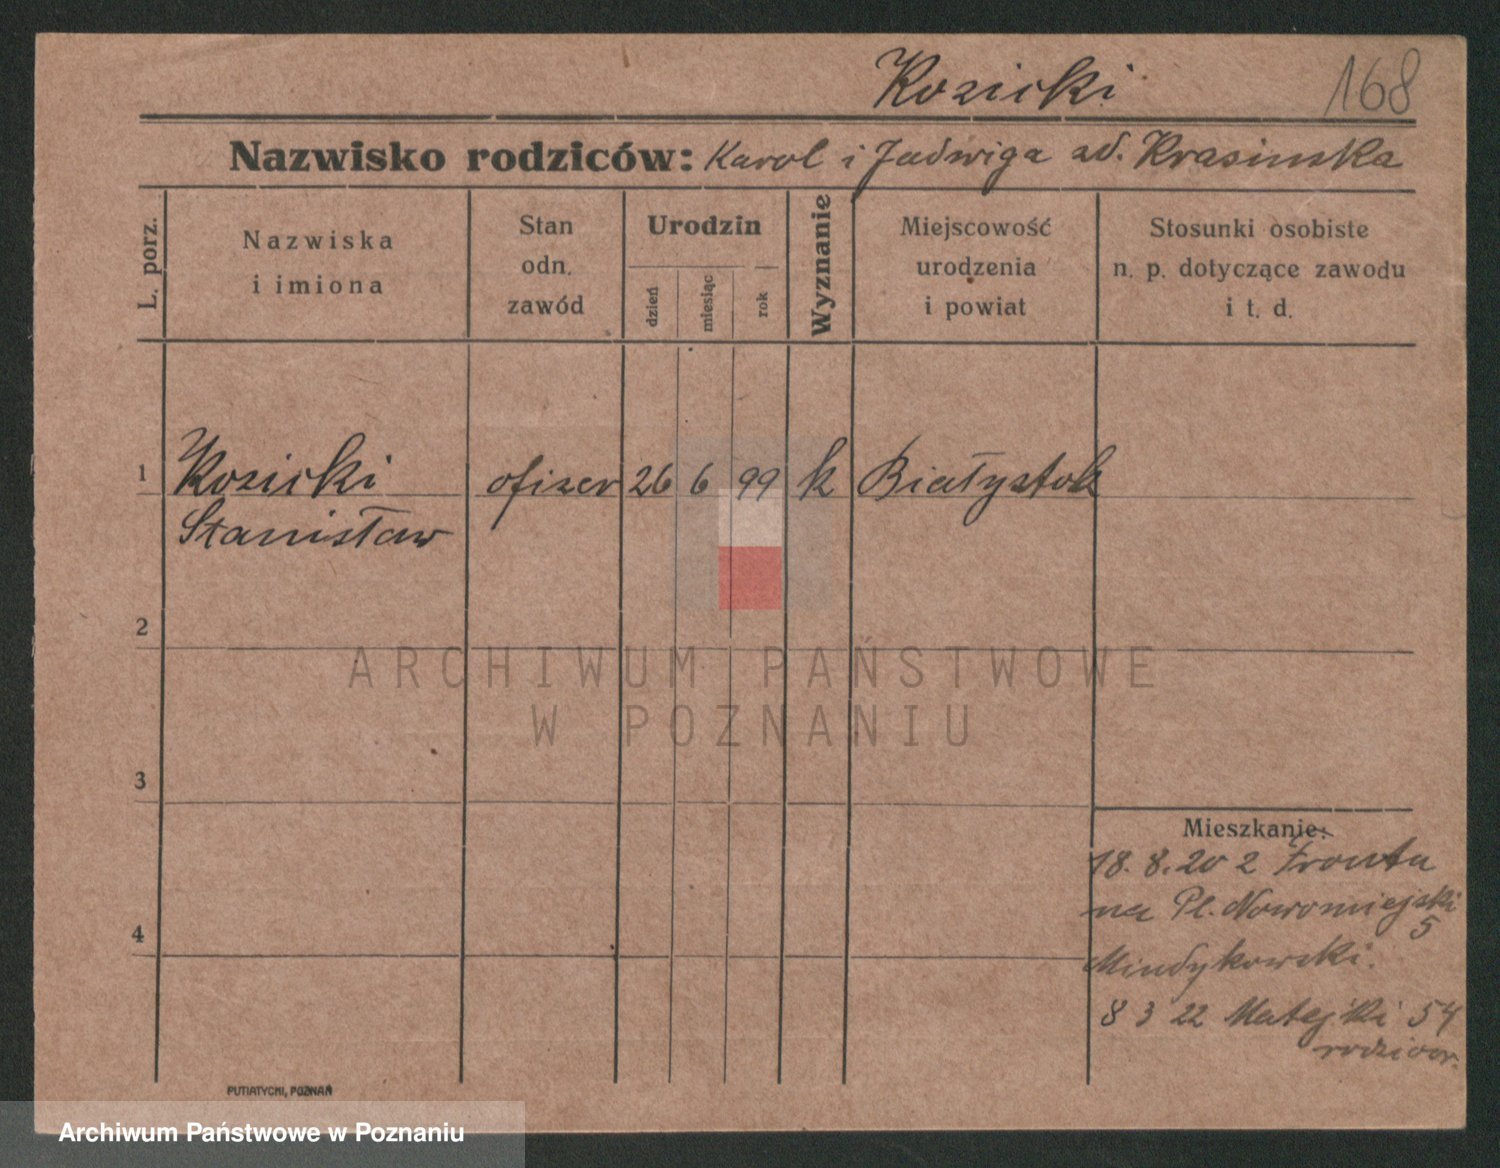 Kozicki 168
Nazwisko rodziców: Karol i Jadwiga zd. Krasinska
L. porz.
Nazwiska
i imiona
Stan
odn.
zawód
Urodzin
dzień
miesiąc
rok
Wyznanie
Miejscowość
urodzenia
i powiat
Stosunki osobiste
n. p. dotyczące zawodu
i t. d.
1 Kozicki oficer 26 6 99 k Białystok
Stanisław
2
ARCHIWUM PAŃSTWOWE
W POZNANIU
3
Mieszkanie:
18. 8. 20 z frontu
na Pl. Nowomiejski
5
4
Mindykowski.
8 3 22 Matejki 54
PUTIATYCKI, POZNAŃ
Archiwum Państwowe w Poznaniu